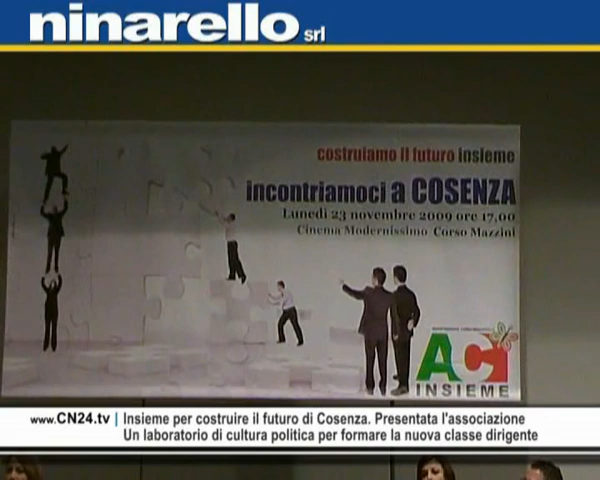 ninarello srl
costruiamo il futuro insieme
incontriamoci a COSENZA
Lunedì 23 novembre 2009 ore 17,00
Cinema Modernissimo Corso Mazzini
ACI
INSIEME
www.CN24.tv | Insieme per costruire il futuro di Cosenza. Presentata l'associazione
Un laboratorio di cultura politica per formare la nuova classe dirigente